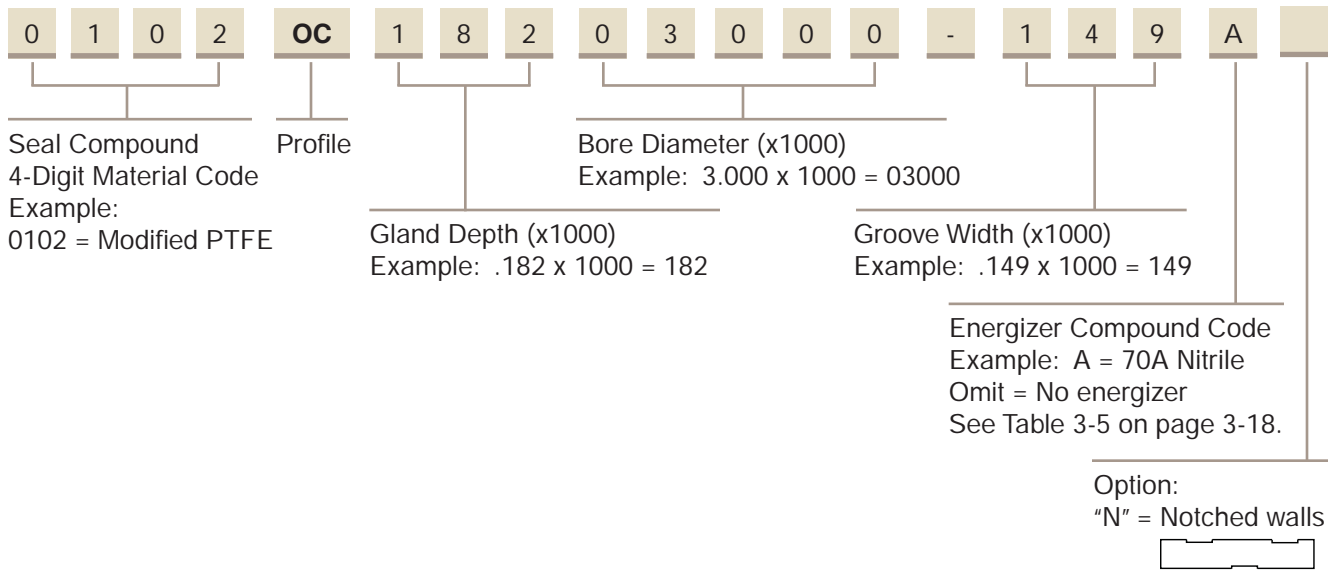 0 1 0 2 OC 1 8 2 0 3 0 0 0 - 1 4 9 A
Seal Compound
4-Digit Material Code
Example:
0102 = Modified PTFE
Profile
Gland Depth (x1000)
Example: .182 x 1000 = 182
Bore Diameter (x1000)
Example: 3.000 x 1000 = 03000
Groove Width (x1000)
Example: .149 x 1000 = 149
Energizer Compound Code
Example: A = 70A Nitrile
Omit = No energizer
See Table 3-5 on page 3-18.
Option:
“N” = Notched walls